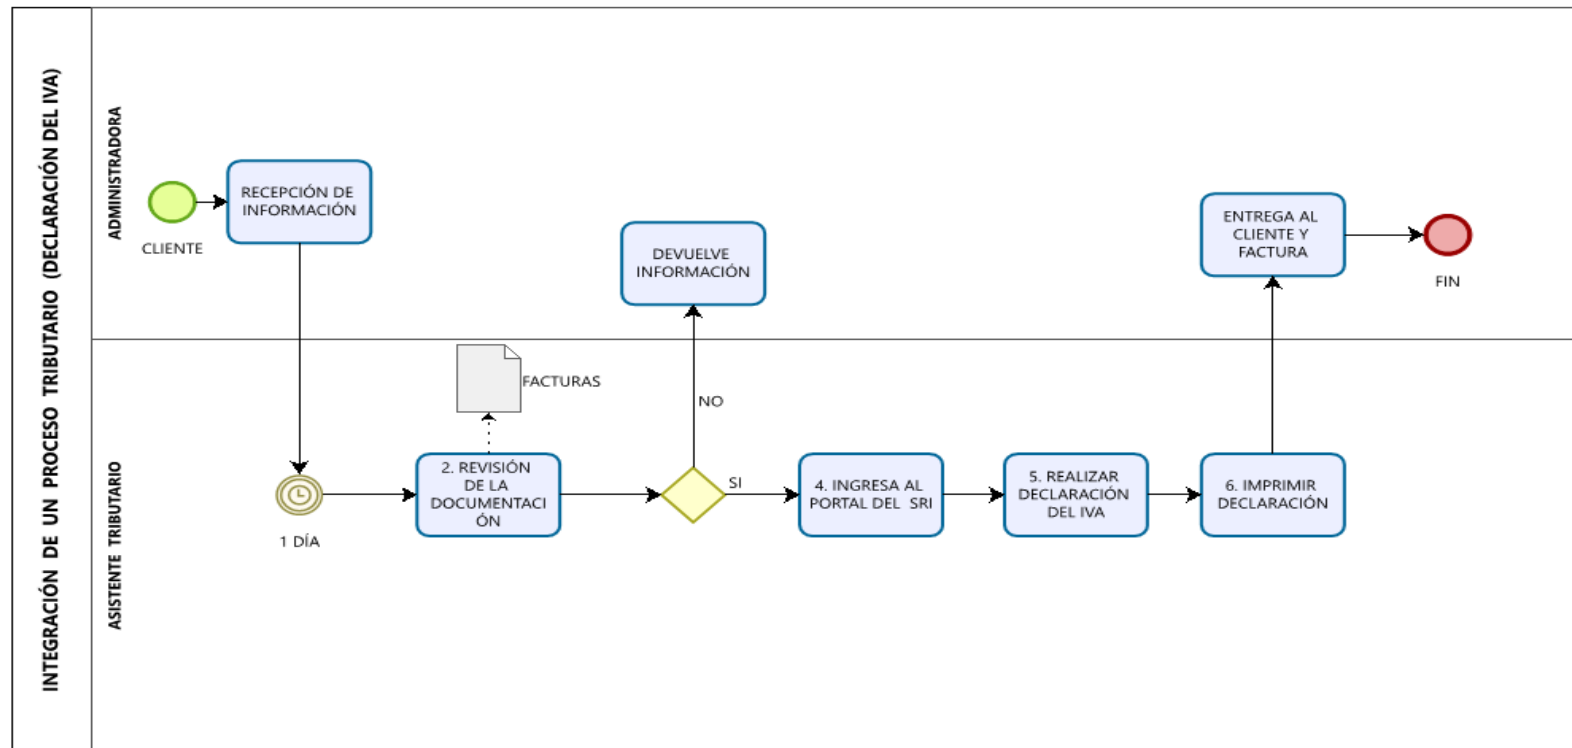 INTEGRACIÓN DE UN PROCESO TRIBUTARIO (DECLARACIÓN DEL IVA)
ADMINISTRADORA
CLIENTE
RECEPCIÓN DE
INFORMACIÓN
DEVUELVE
INFORMACIÓN
ENTREGA AL
CLIENTE Y
FACTURA
FIN
ASISTENTE TRIBUTARIO
1 DÍA
FACTURAS
2. REVISIÓN
DE LA
DOCUMENTACI
ÓN
NO
SI
4. INGRESA AL
PORTAL DEL SRI
5. REALIZAR
DECLARACIÓN
DEL IVA
6. IMPRIMIR
DECLARACIÓN